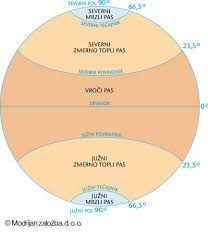 SEVERNI POL 90°
SEVERNI
MRZLI PAS
66,5°
SEVERNI TEČAJNIK
SEVERNI
ZMERNO TOPLI PAS
23,5°
SEVERNI POVRATNIK
VROČI PAS
EKVATOR
0°
JUŽNI POVRATNIK
23,5°
JUŽNI
ZMERNO TOPLI PAS
JUŽNI TEČAJNIK
JUŽNI
MRZLI PAS
66,5°
JUŽNI POL 90°
© Modrijan založba, d. o. o.